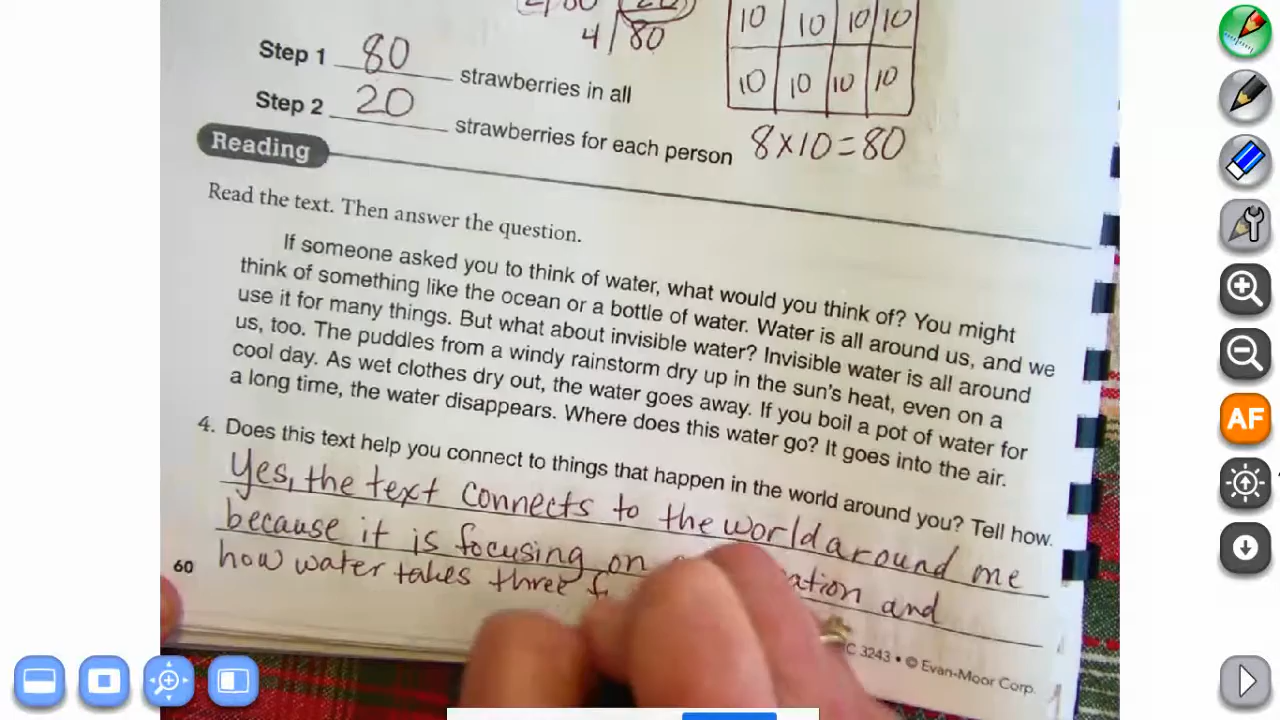 4 80
10 10 10 10
Step 1 80 strawberries in all
10 10 10 10
Step 2 20 strawberries for each person
8x10=80
Reading
Read the text. Then answer the question.
If someone asked you to think of water, what would you think of? You might
think of something like the ocean or a bottle of water. Water is all around us, and we
use it for many things. But what about invisible water? Invisible water is all around
us, too. The puddles from a windy rainstorm dry up in the sun's heat, even on a
cool day. As wet clothes dry out, the water goes away. If you boil a pot of water for
a long time, the water disappears. Where does this water go? It goes into the air.
4. Does this text help you connect to things that happen in the world around you? Tell how.
Yes, the text connects to the world around me
because it is focusing on ation and
how water takes three f
60
C 3243 • © Evan-Moor Corp.
AF